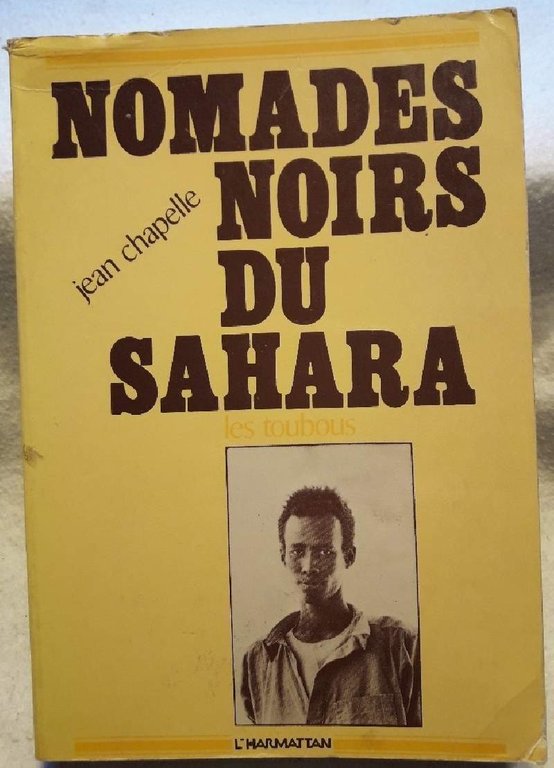 NOMADES
NOIRS
jean chapelle
DU
SAHARA
les toubous
L'HARMATTAN